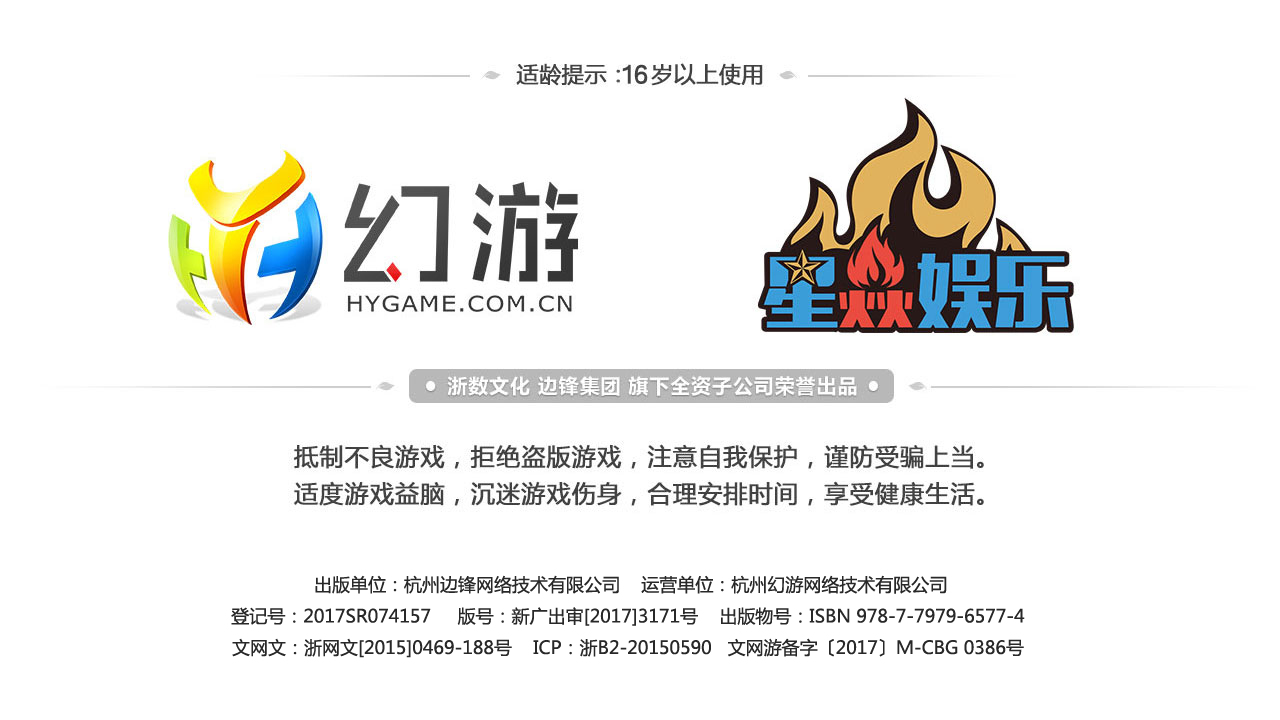 适龄提示 :16岁以上使用
幻游
HYGAME.COM.CN
星焱娱乐
• 浙数文化 边锋集团 旗下全资子公司荣誉出品 •
抵制不良游戏，拒绝盗版游戏，注意自我保护，谨防受骗上当。
适度游戏益脑，沉迷游戏伤身，合理安排时间，享受健康生活。
出版单位：杭州边锋网络技术有限公司 运营单位：杭州幻游网络技术有限公司
登记号：2017SR074157 版号：新广出审[2017]3171号 出版物号：ISBN 978-7-7979-6577-4
文网文：浙网文[2015]0469-188号 ICP：浙B2-20150590 文网游备字〔2017〕M-CBG 0386号